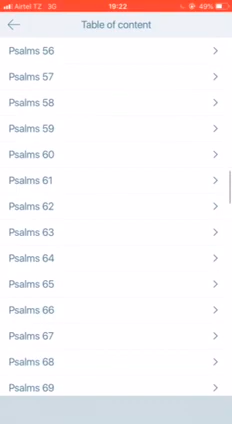 Airtel TZ 3G 19:22 49%
Table of content
Psalms 56
Psalms 57
Psalms 58
Psalms 59
Psalms 60
Psalms 61
Psalms 62
Psalms 63
Psalms 64
Psalms 65
Psalms 66
Psalms 67
Psalms 68
Psalms 69